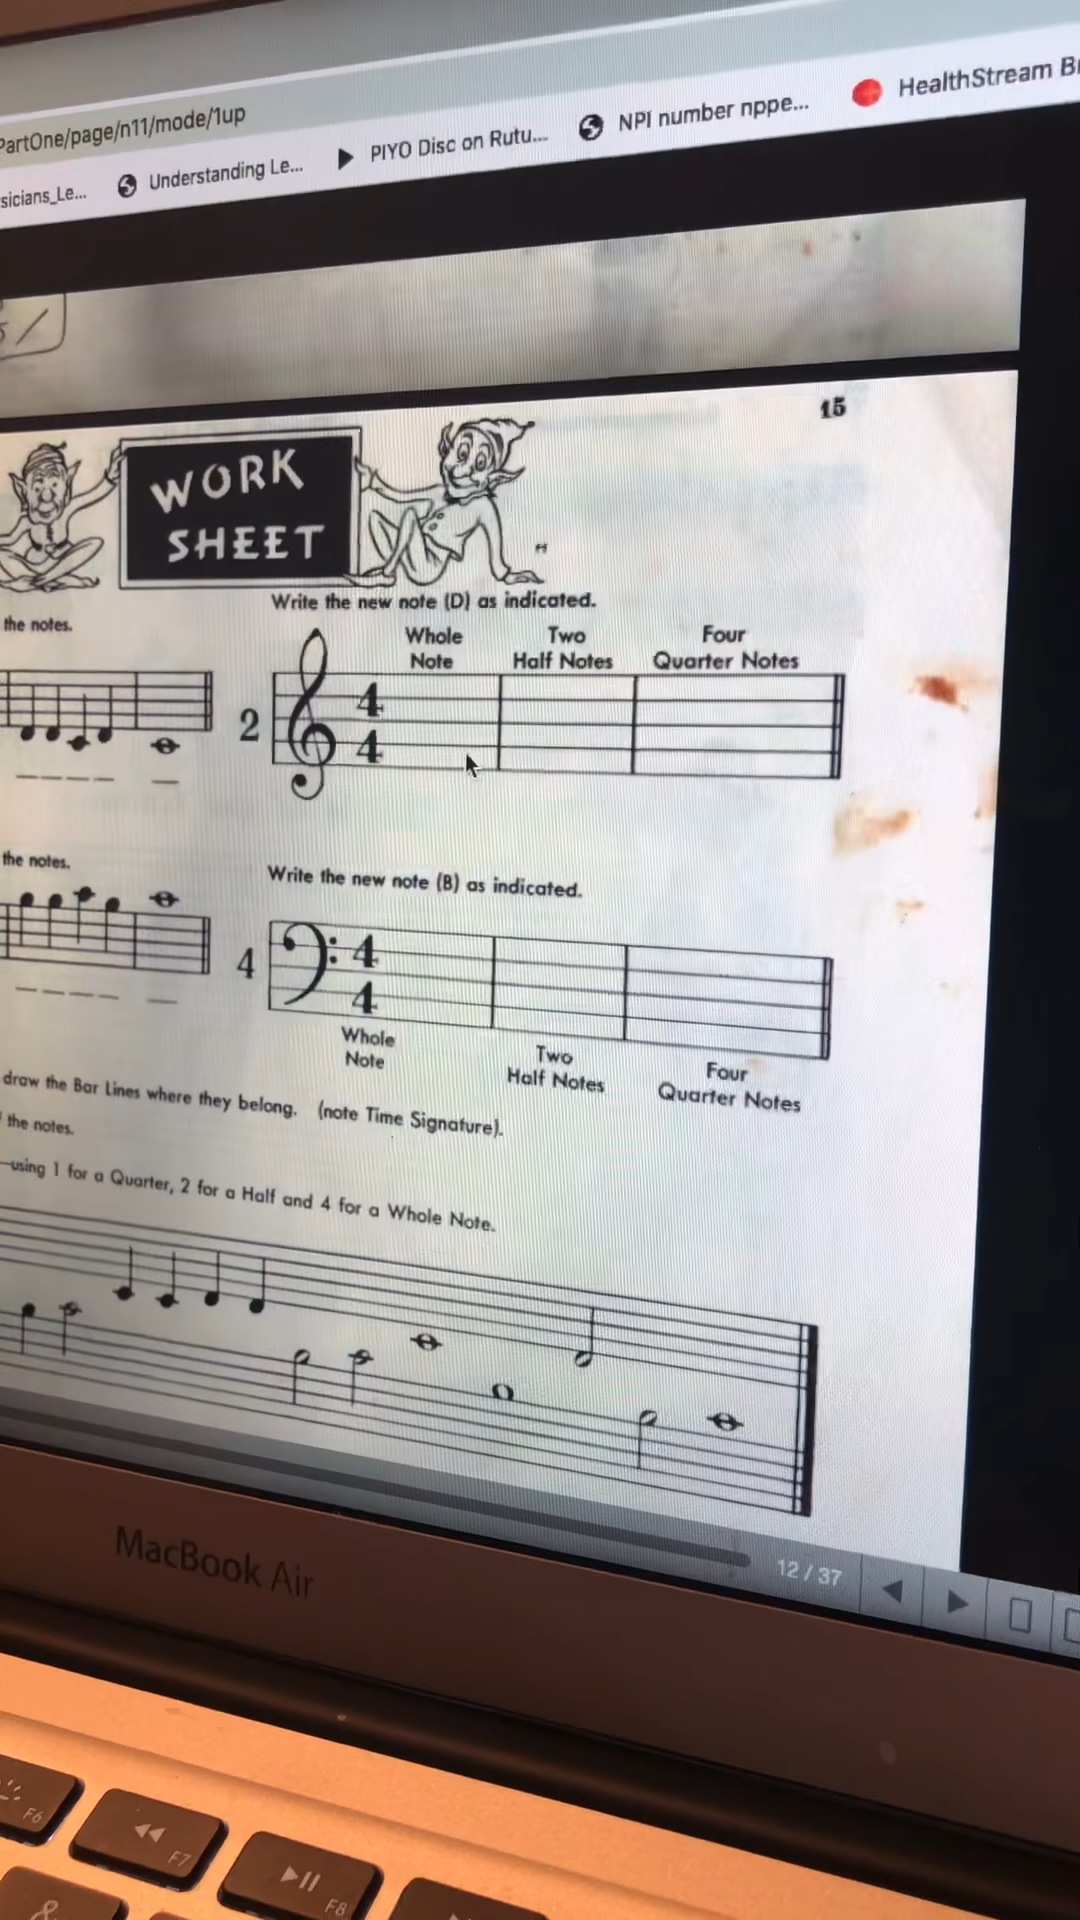 PartOne/page/n11/mode/1up
sicians_Le...
Understanding Le...
PIYO Disc on Rutu...
NPI number nppe...
HealthStream
15
WORK
SHEET
Write the new note (D) as indicated.
the notes.
Whole
Note
Two
Half Notes
Four
Quarter Notes
2
4
4
the notes.
Write the new note (B) as indicated.
4
4
4
Whole
Note
Two
Half Notes
Four
Quarter Notes
draw the Bar Lines where they belong. (note Time Signature).
the notes.
—using 1 for a Quarter, 2 for a Half and 4 for a Whole Note.
12 / 37
MacBook Air
F6
F7
F8
&